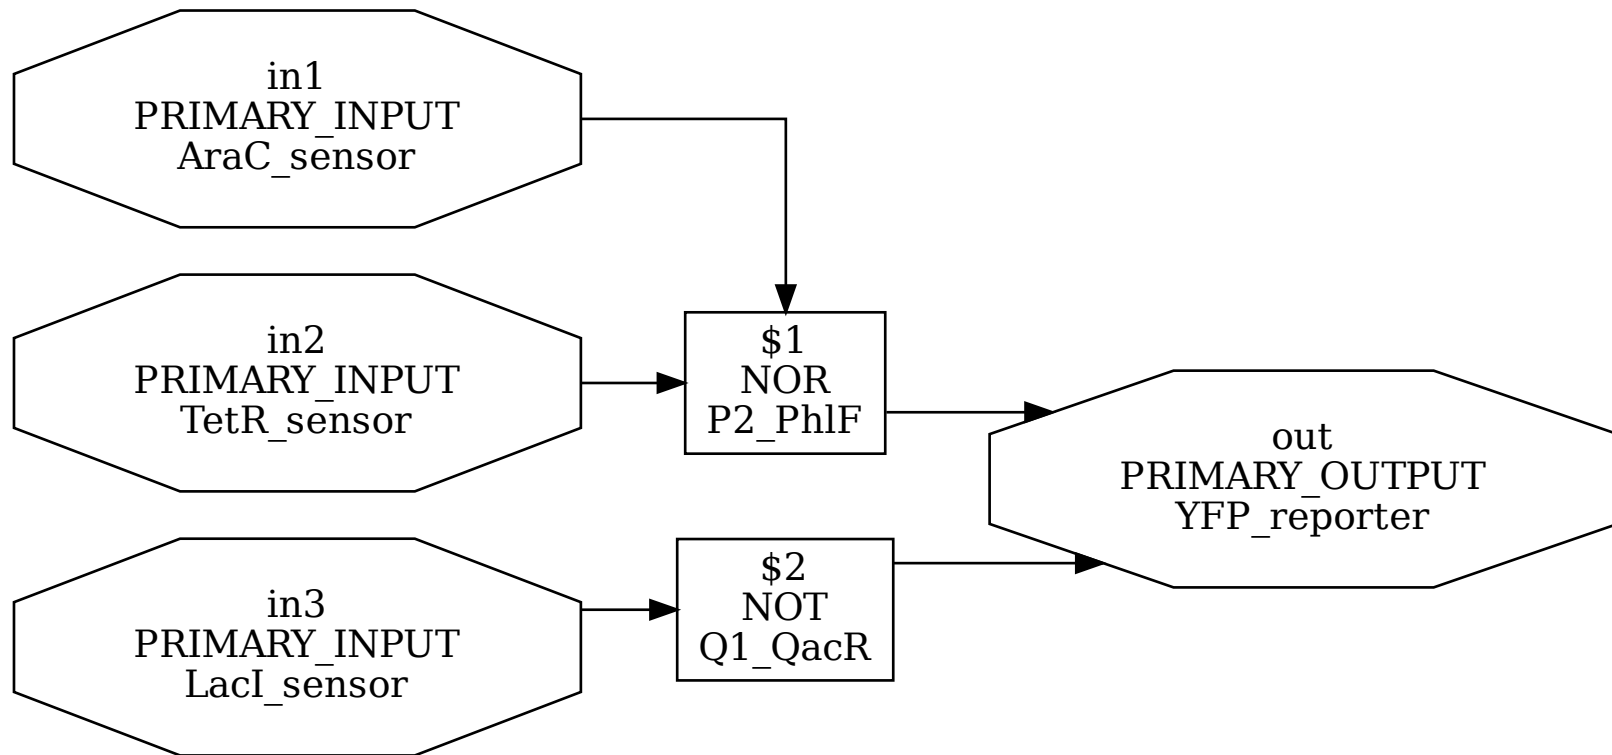 in1
PRIMARY_INPUT
AraC_sensor
in2
PRIMARY_INPUT
TetR_sensor
$1
NOR
P2_PhlF
out
PRIMARY_OUTPUT
YFP_reporter
in3
PRIMARY_INPUT
LacI_sensor
$2
NOT
Q1_QacR